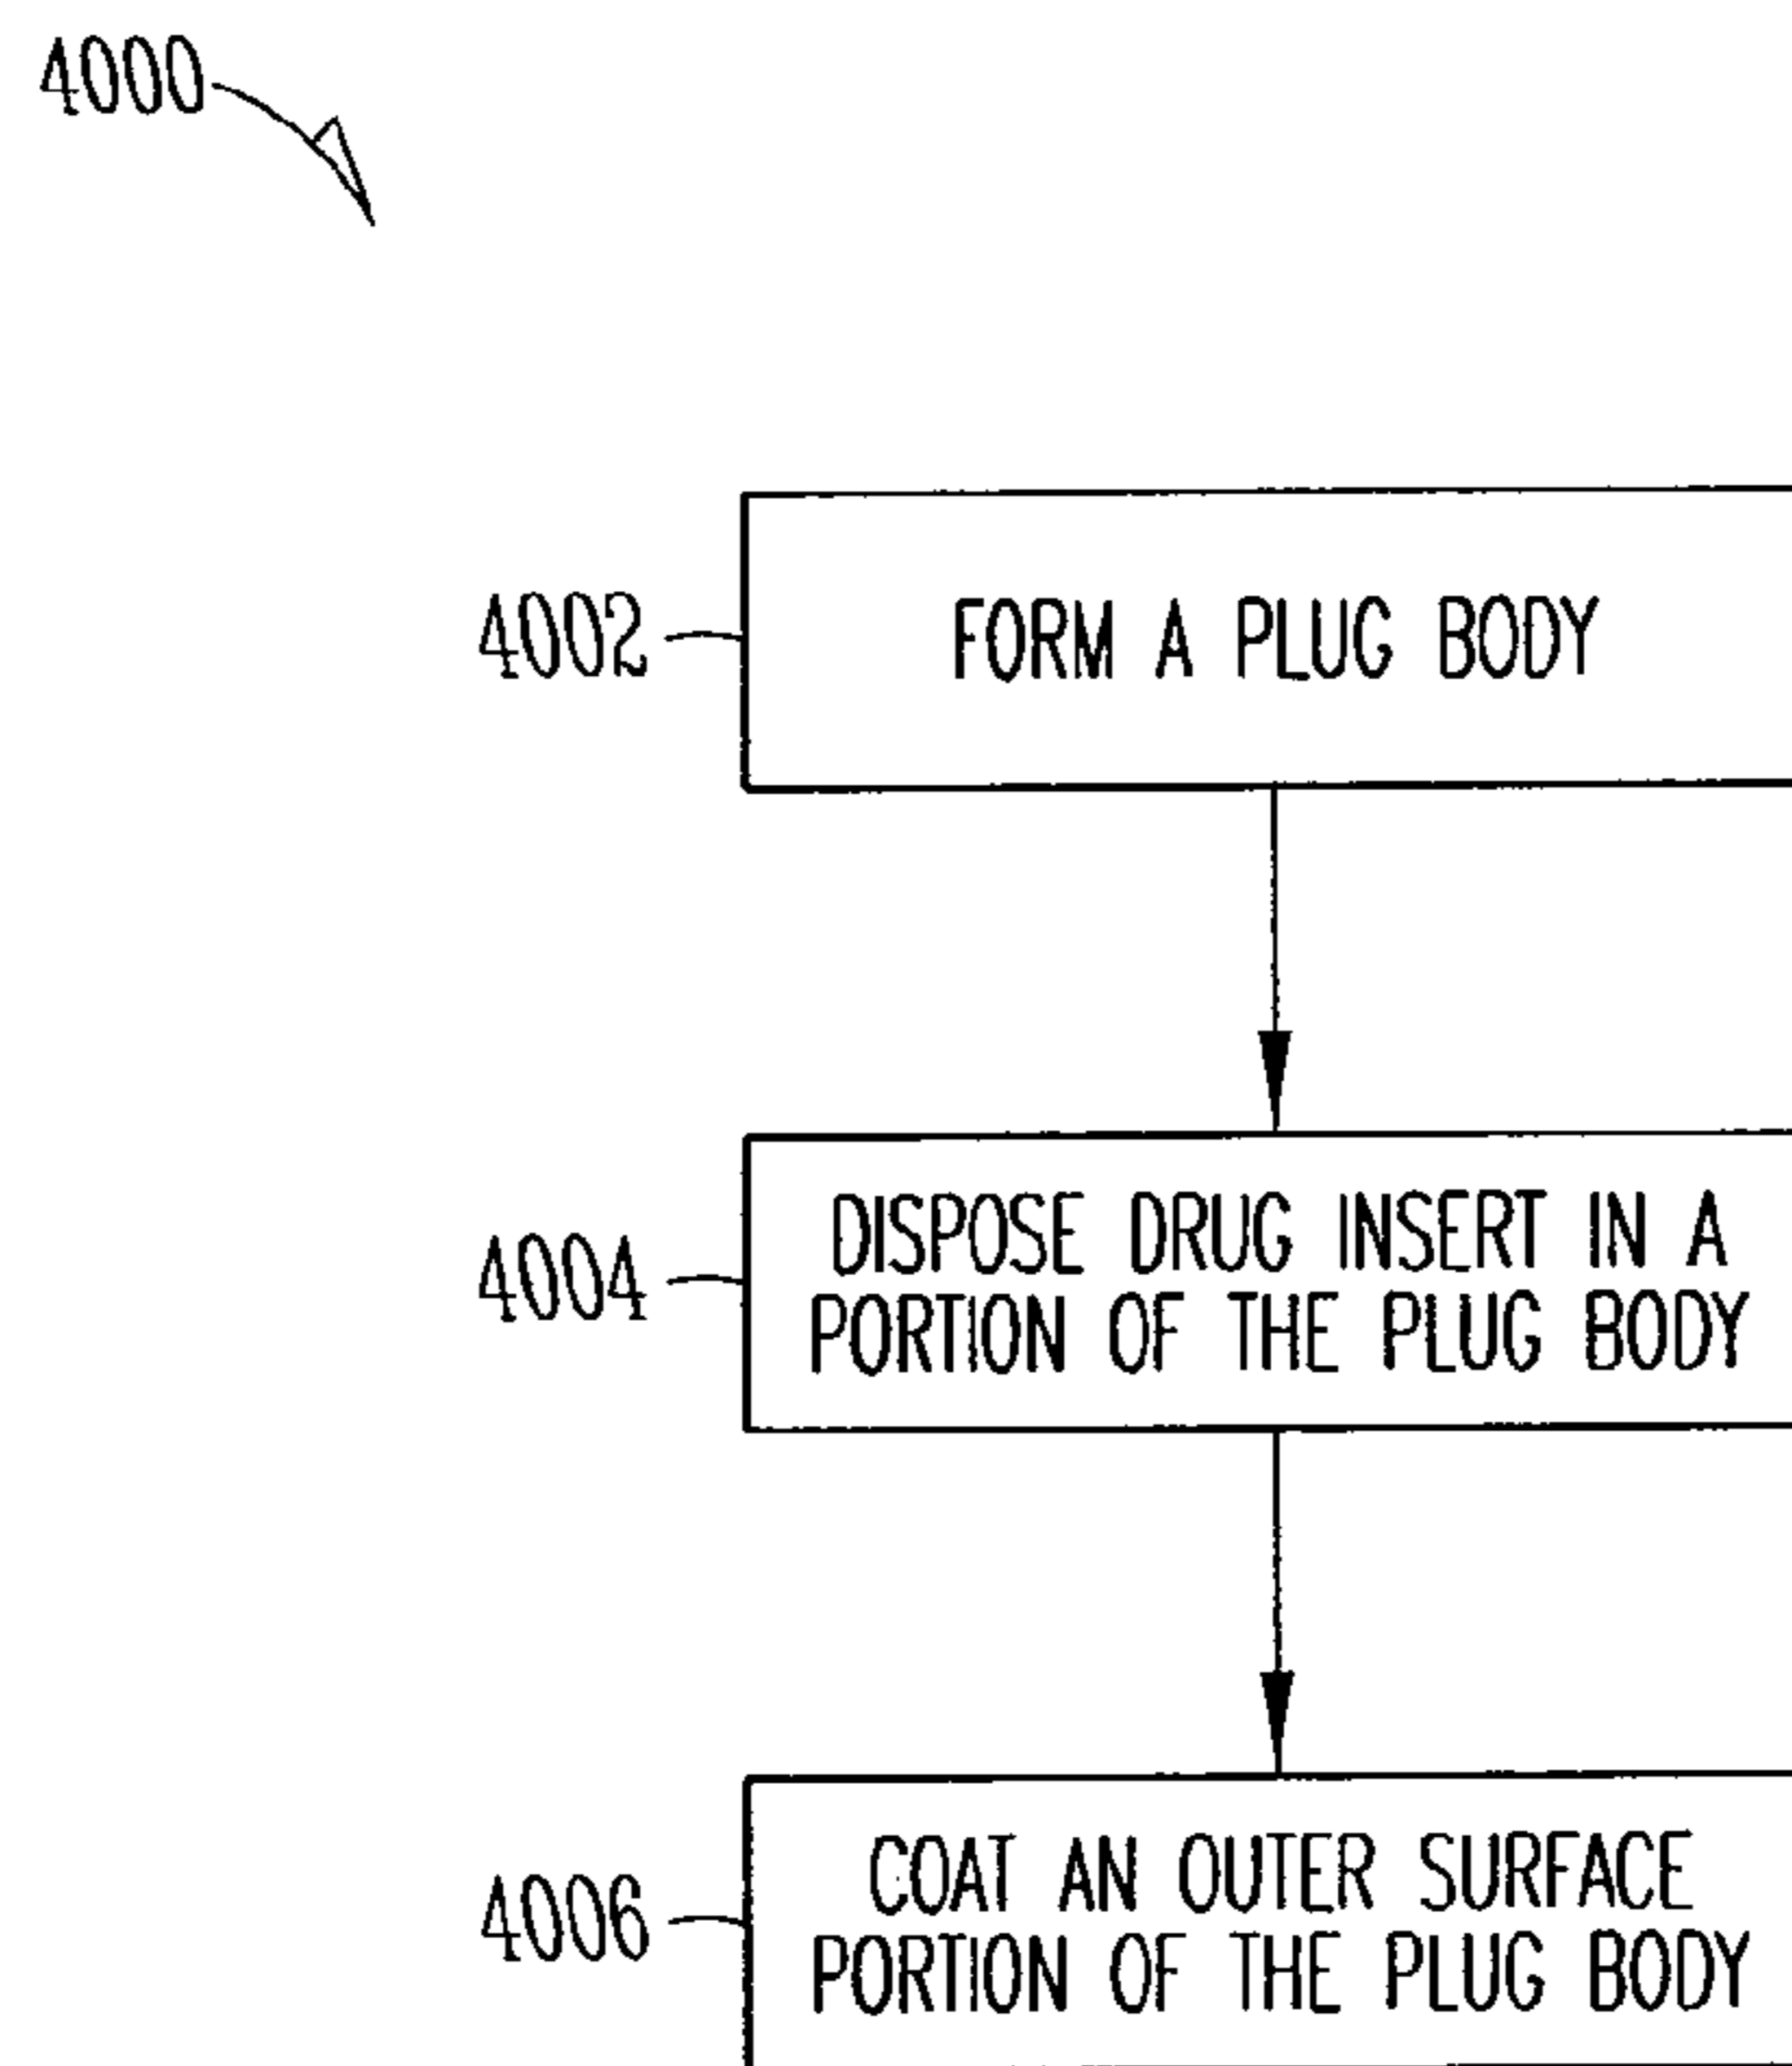 4000
4002
FORM A PLUG BODY
4004
DISPOSE DRUG INSERT IN A
PORTION OF THE PLUG BODY
4006
COAT AN OUTER SURFACE
PORTION OF THE PLUG BODY